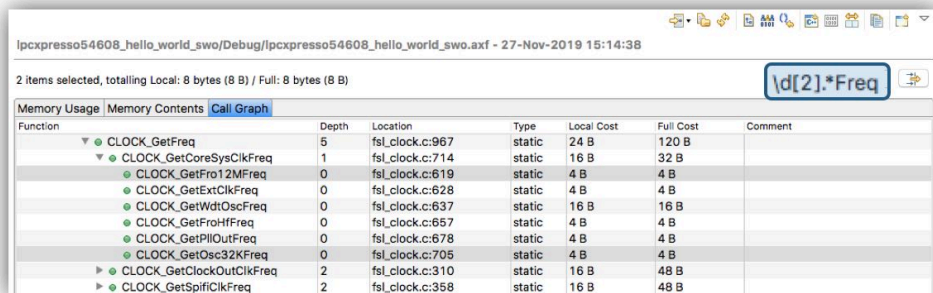 lpcxpresso54608_hello_world_swo/Debug/lpcxpresso54608_hello_world_swo.axf - 27-Nov-2019 15:14:38
2 items selected, totalling Local: 8 bytes (8 B) / Full: 8 bytes (8 B)
\d[2].*Freq
Memory Usage Memory Contents Call Graph
Function Depth Location Type Local Cost Full Cost Comment
CLOCK_GetFreq 5 fsl_clock.c:967 static 24 B 120 B
CLOCK_GetCoreSysClkFreq 1 fsl_clock.c:714 static 16 B 32 B
CLOCK_GetFro12MFreq 0 fsl_clock.c:619 static 4 B 4 B
CLOCK_GetExtClkFreq 0 fsl_clock.c:628 static 4 B 4 B
CLOCK_GetWdtOscFreq 0 fsl_clock.c:637 static 16 B 16 B
CLOCK_GetFroHfFreq 0 fsl_clock.c:657 static 4 B 4 B
CLOCK_GetPllOutFreq 0 fsl_clock.c:678 static 4 B 4 B
CLOCK_GetOsc32KFreq 0 fsl_clock.c:705 static 4 B 4 B
CLOCK_GetClockOutClkFreq 2 fsl_clock.c:310 static 16 B 48 B
CLOCK_GetSpifiClkFreq 2 fsl_clock.c:358 static 16 B 48 B